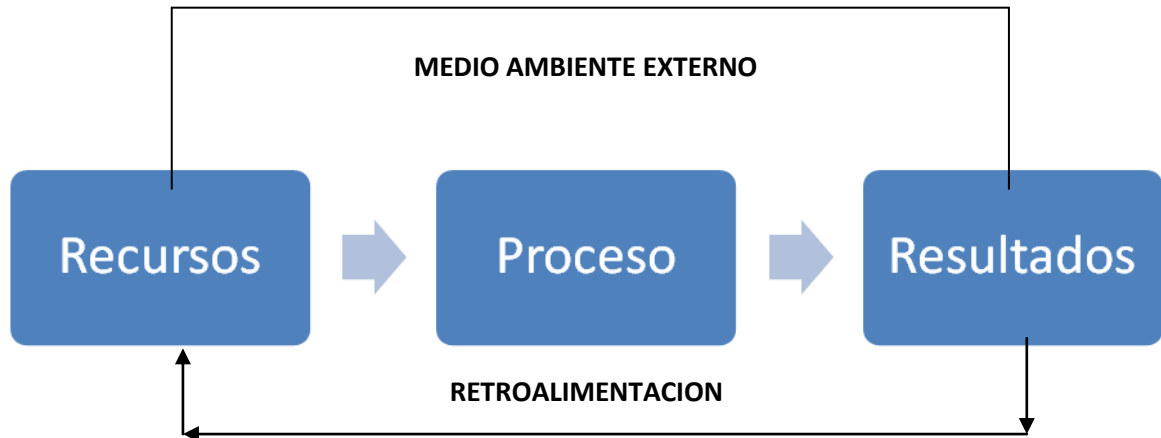 MEDIO AMBIENTE EXTERNO
Recursos
Proceso
Resultados
RETROALIMENTACION